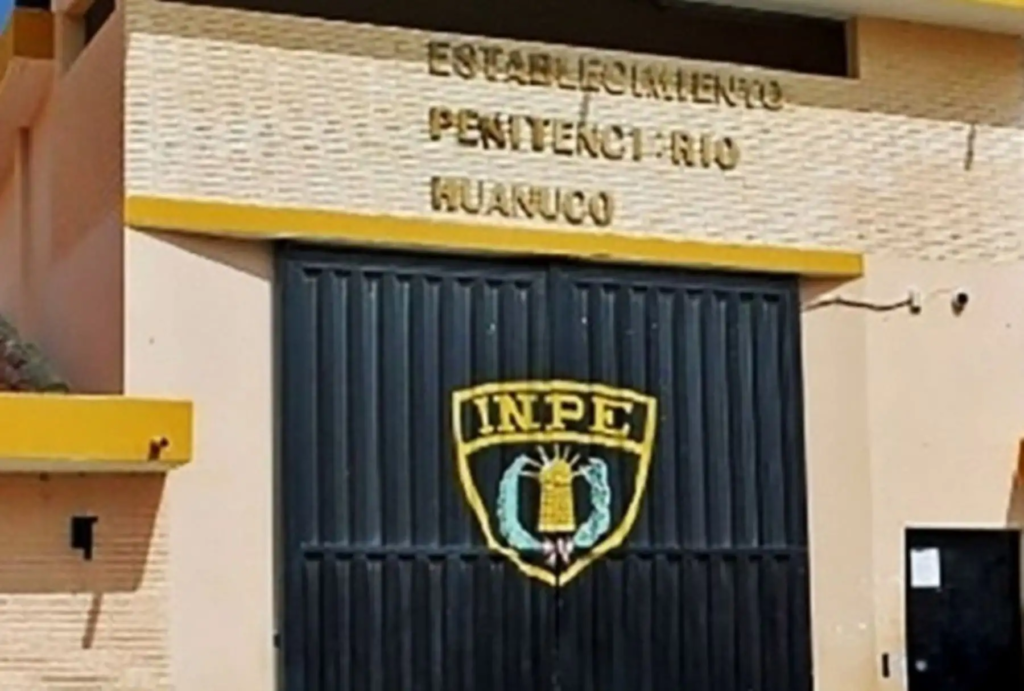 ESTABLECIMIENTO
PENITENCI RIO
HUANUCO
INPE